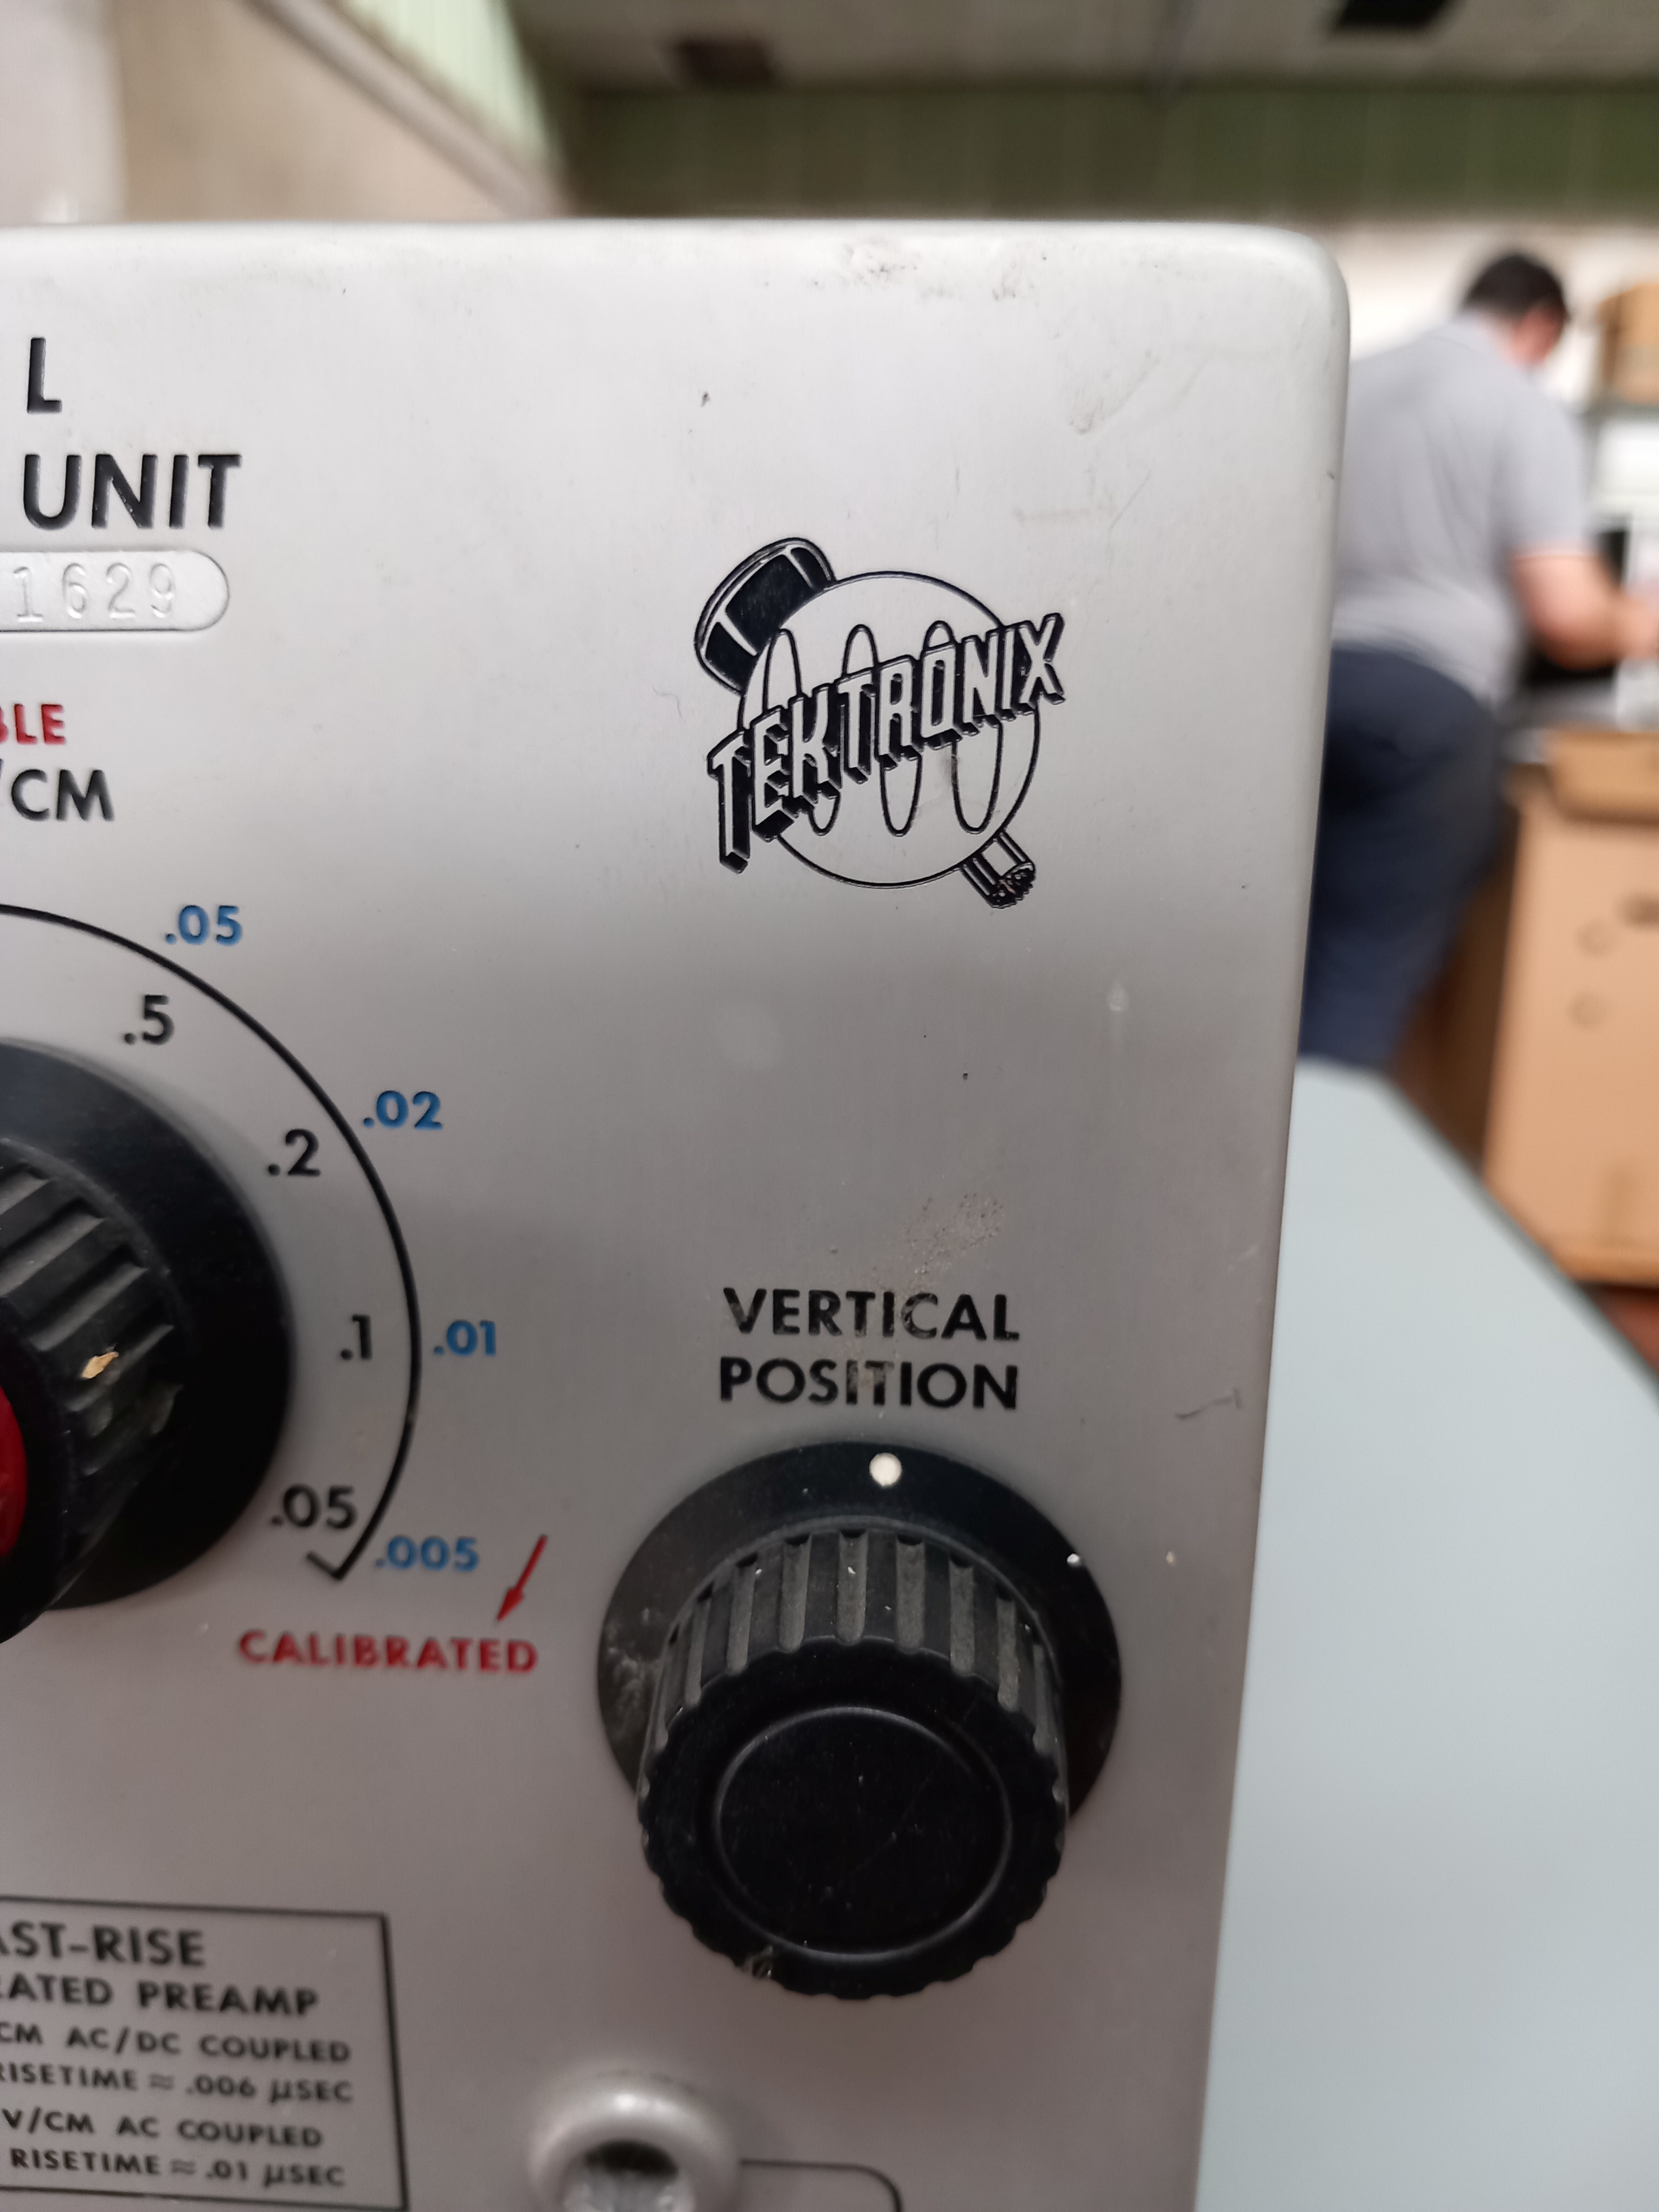 L
UNIT
1629
TEKTRONIX
BLE
/CM
.05
.5
.02
.2
.1 .01
.05 .005
CALIBRATED
VERTICAL
POSITION
AST-RISE
RATED PREAMP
CM AC/DC COUPLED
RISETIME ≈ .006 μSEC
V/CM AC COUPLED
RISETIME ≈ .01 μSEC